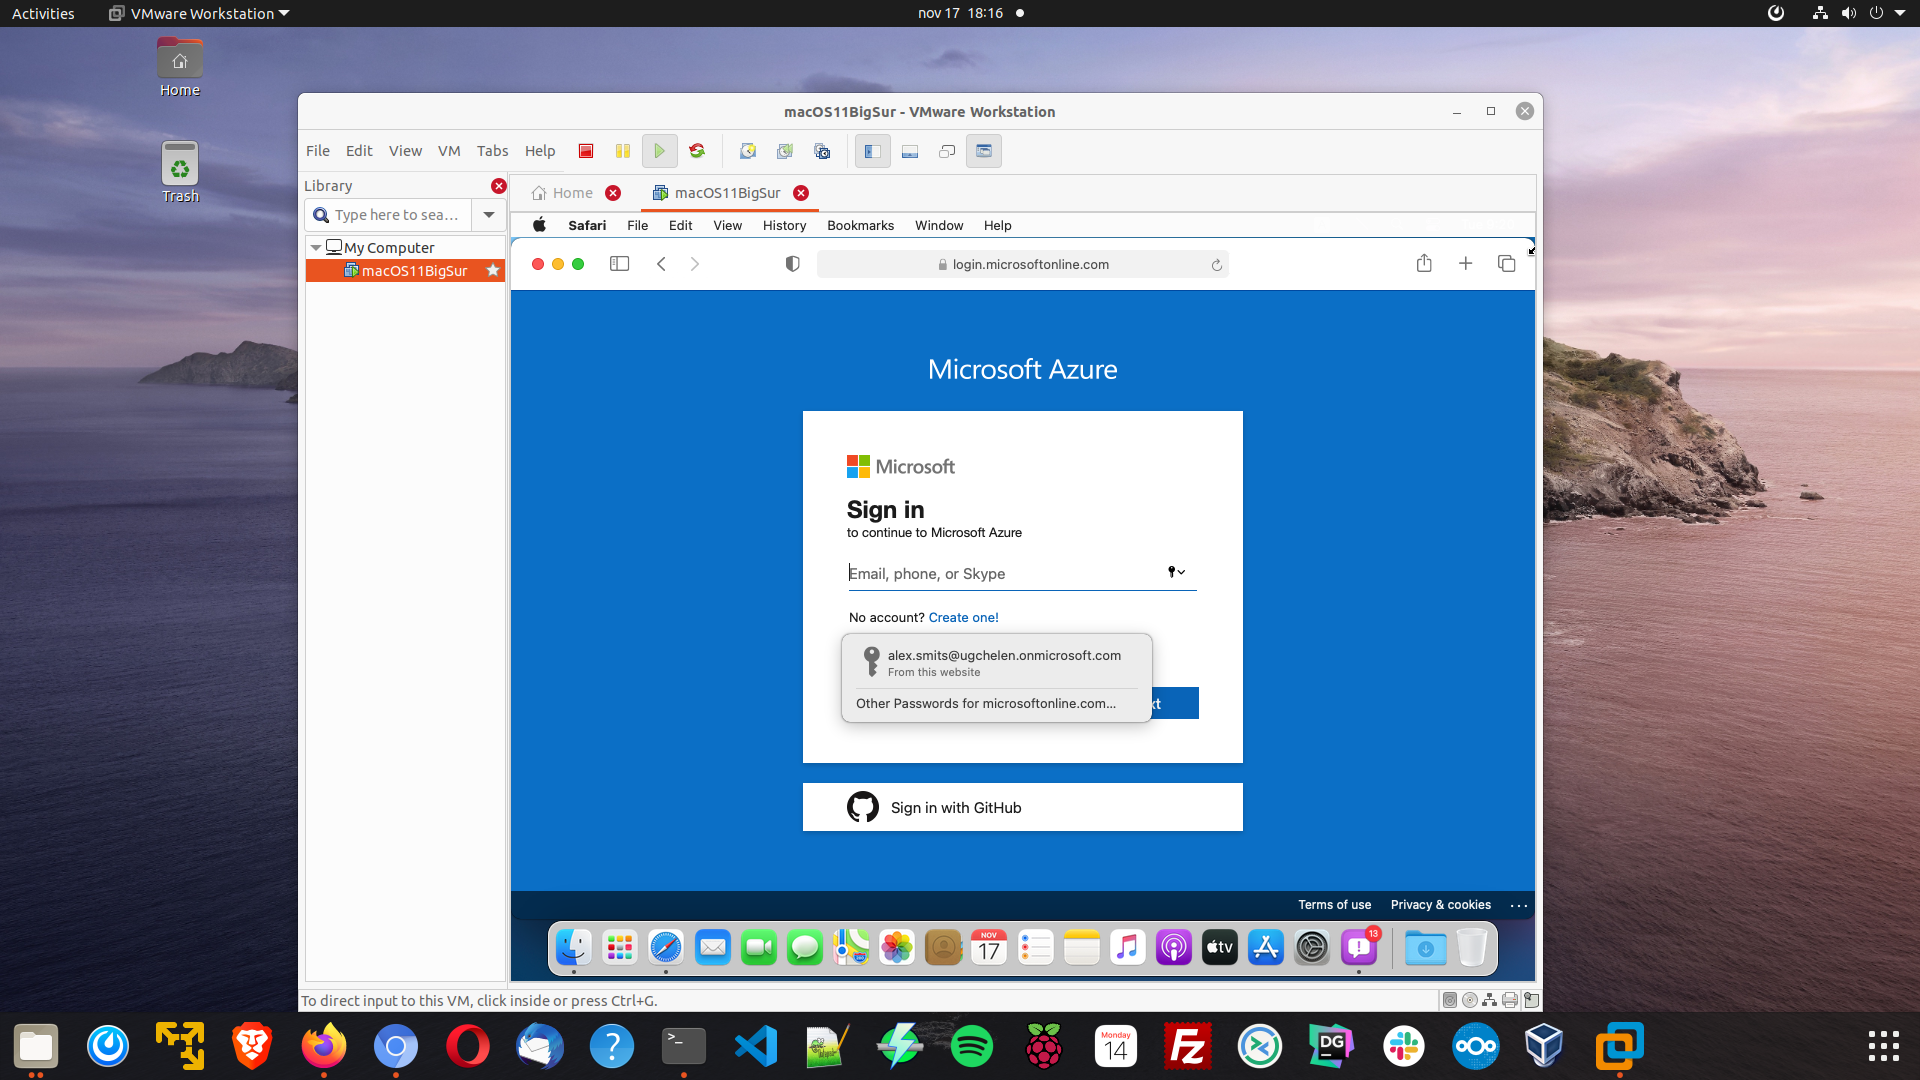 Activities VMware Workstation nov 17 18:16
Home
Trash
macOS11BigSur - VMware Workstation
File Edit View VM Tabs Help
Library
Home macOS11BigSur
Type here to sea...
My Computer
macOS11BigSur
Safari File Edit View History Bookmarks Window Help
login.microsoftonline.com
Microsoft Azure
Microsoft
Sign in
to continue to Microsoft Azure
Email, phone, or Skype
No account? Create one!
alex.smits@ugchelen.onmicrosoft.com
From this website
Other Passwords for microsoftonline.com...
xt
Sign in with GitHub
Terms of use Privacy & cookies ...
NOV
17
tv
13
To direct input to this VM, click inside or press Ctrl+G.
?
>_
Monday
14
FZ
DG